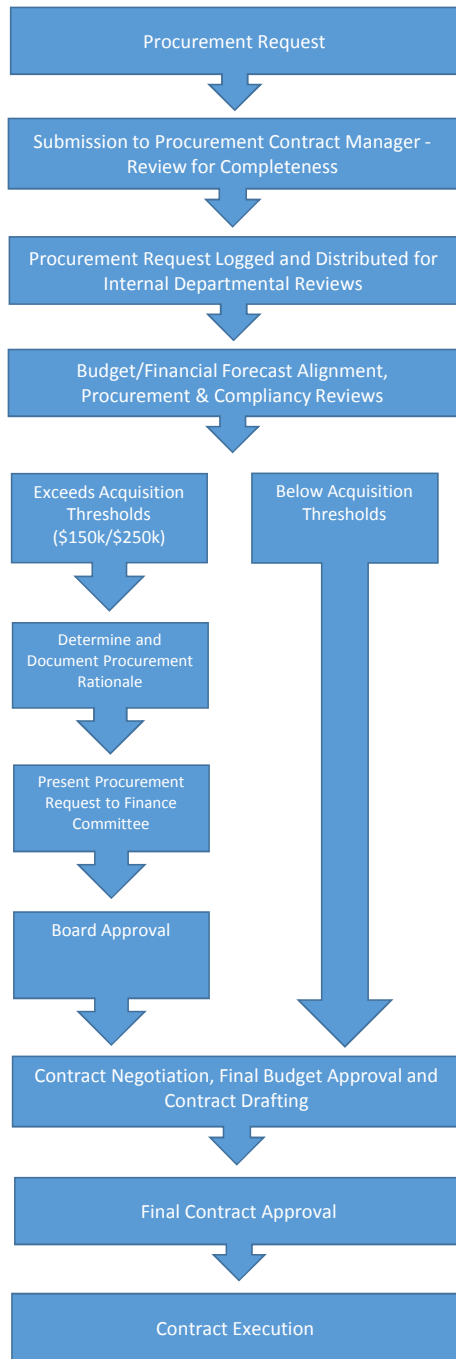 Procurement Request
Submission to Procurement Contract Manager -
Review for Completeness
Procurement Request Logged and Distributed for
Internal Departmental Reviews
Budget/Financial Forecast Alignment,
Procurement & Compliancy Reviews
Exceeds Acquisition
Thresholds
($150k/$250k)
Below Acquisition
Thresholds
Determine and
Document Procurement
Rationale
Present Procurement
Request to Finance
Committee
Board Approval
Contract Negotiation, Final Budget Approval and
Contract Drafting
Final Contract Approval
Contract Execution